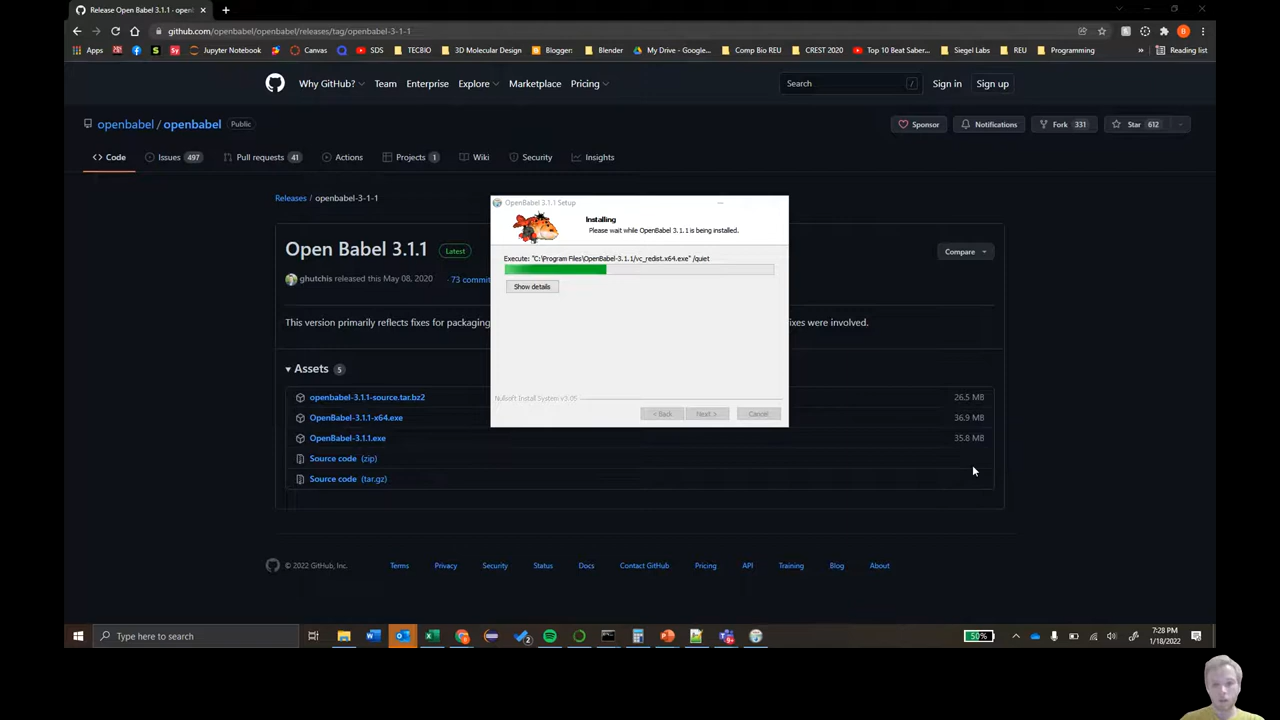 Release Open Babel 3.1.1 · openb
github.com/openbabel/openbabel/releases/tag/openbabel-3-1-1
Apps
Jupyter Notebook
Canvas
SDS
TECBIO
3D Molecular Design
Blogger:
Blender
My Drive - Google...
Comp Bio REU
CREST 2020
Top 10 Beat Saber...
Siegel Labs
REU
Programming
»
Reading list
Why GitHub?
Team
Enterprise
Explore
Marketplace
Pricing
Search
/
Sign in
Sign up
openbabel / openbabel
Public
Sponsor
Notifications
Fork 331
Star 612
Code
Issues 497
Pull requests 41
Actions
Projects 1
Wiki
Security
Insights
Releases / openbabel-3-1-1
OpenBabel 3.1.1 Setup
Installing
Please wait while OpenBabel 3.1.1 is being installed.
Open Babel 3.1.1
Latest
Compare
Execute: "C:\Program Files\OpenBabel-3.1.1/vc_redist.x64.exe" /quiet
ghutchis released this May 08, 2020
73 commit
Show details
This version primarily reflects fixes for packaging
ixes were involved.
Assets 5
openbabel-3.1.1-source.tar.bz2
26.5 MB
Nullsoft Install System v3.05
OpenBabel-3.1.1-x64.exe
36.9 MB
< Back
Next >
Cancel
OpenBabel-3.1.1.exe
35.8 MB
Source code (zip)
Source code (tar.gz)
© 2022 GitHub, Inc.
Terms
Privacy
Security
Status
Docs
Contact GitHub
Pricing
API
Training
Blog
About
Type here to search
50%
7:28 PM
1/18/2022